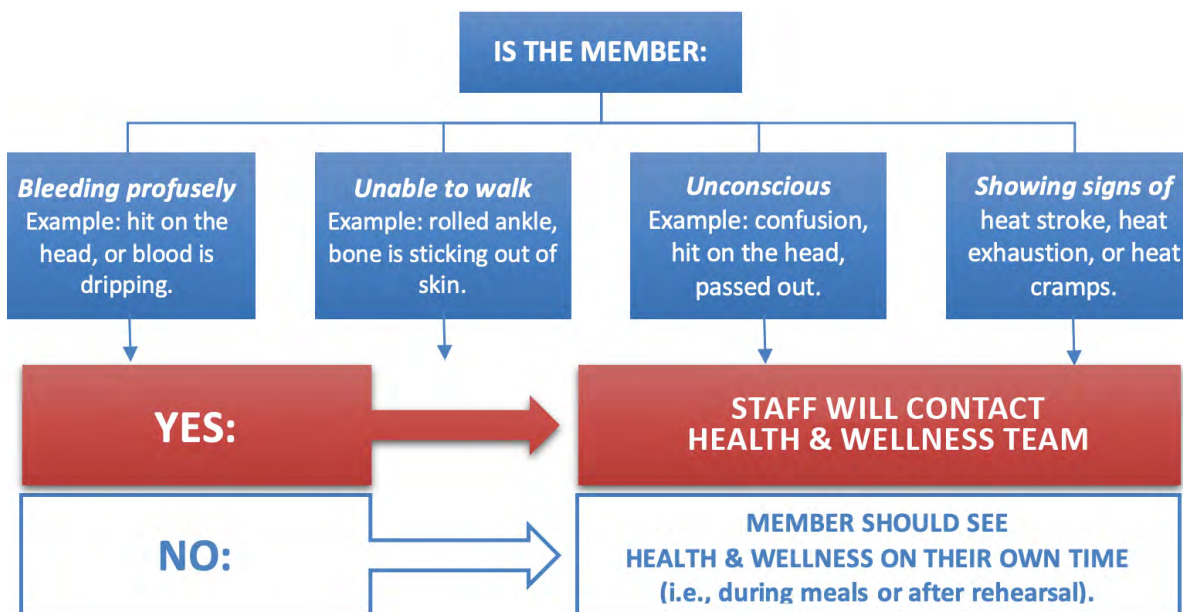 IS THE MEMBER:
Bleeding profusely
Example: hit on the
head, or blood is
dripping.
Unable to walk
Example: rolled ankle,
bone is sticking out of
skin.
Unconscious
Example: confusion,
hit on the head,
passed out.
Showing signs of
heat stroke, heat
exhaustion, or heat
cramps.
YES:
STAFF WILL CONTACT
HEALTH & WELLNESS TEAM
NO:
MEMBER SHOULD SEE
HEALTH & WELLNESS ON THEIR OWN TIME
(i.e., during meals or after rehearsal).